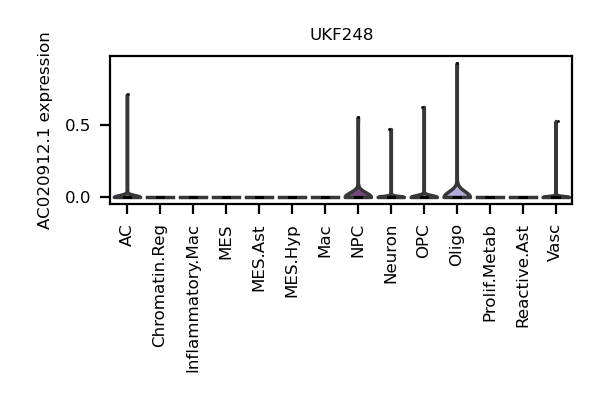 UKF248
AC020912.1 expression
0.5
0.0
AC
Chromatin.Reg
Inflammatory.Mac
MES
MES.Ast
MES.Hyp
Mac
NPC
Neuron
OPC
Oligo
Prolif.Metab
Reactive.Ast
Vasc